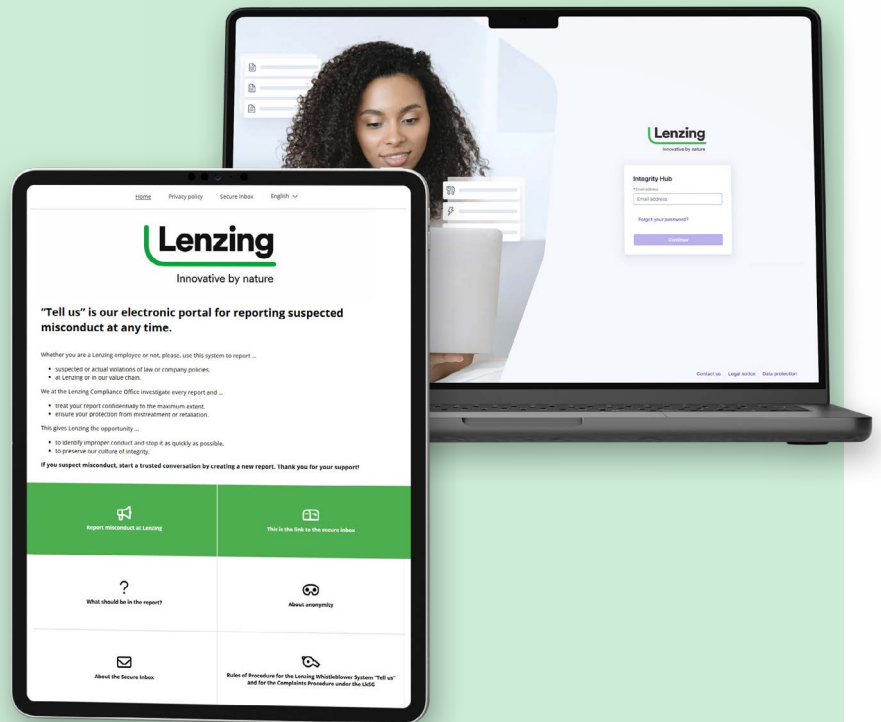 Home Privacy policy Secure Inbox English
Lenzing
Innovative by nature
"Tell us" is our electronic portal for reporting suspected
misconduct at any time.
Whether you are a Lenzing employee or not, please, use this system to report ...
suspected or actual violations of law or company policies,
at Lenzing or in our value chain.
We at the Lenzing Compliance Office investigate every report and ...
treat your report confidentially to the maximum extent,
ensure your protection from mistreatment or retaliation.
This gives Lenzing the opportunity ...
to identify improper conduct and stop it as quickly as possible,
to preserve our culture of integrity.
If you suspect misconduct, start a trusted conversation by creating a new report. Thank you for your support!
Report misconduct at Lenzing
This is the link to the secure inbox
What should be in the report?
About anonymity
About the Secure Inbox
Rules of Procedure for the Lenzing Whistleblower System "Tell us"
and for the Complaints Procedure under the LkSG
Lenzing
Innovative by nature
Integrity Hub
*Email address
Email address
Forgot your password?
Continue
Contact us Legal notice Data protection